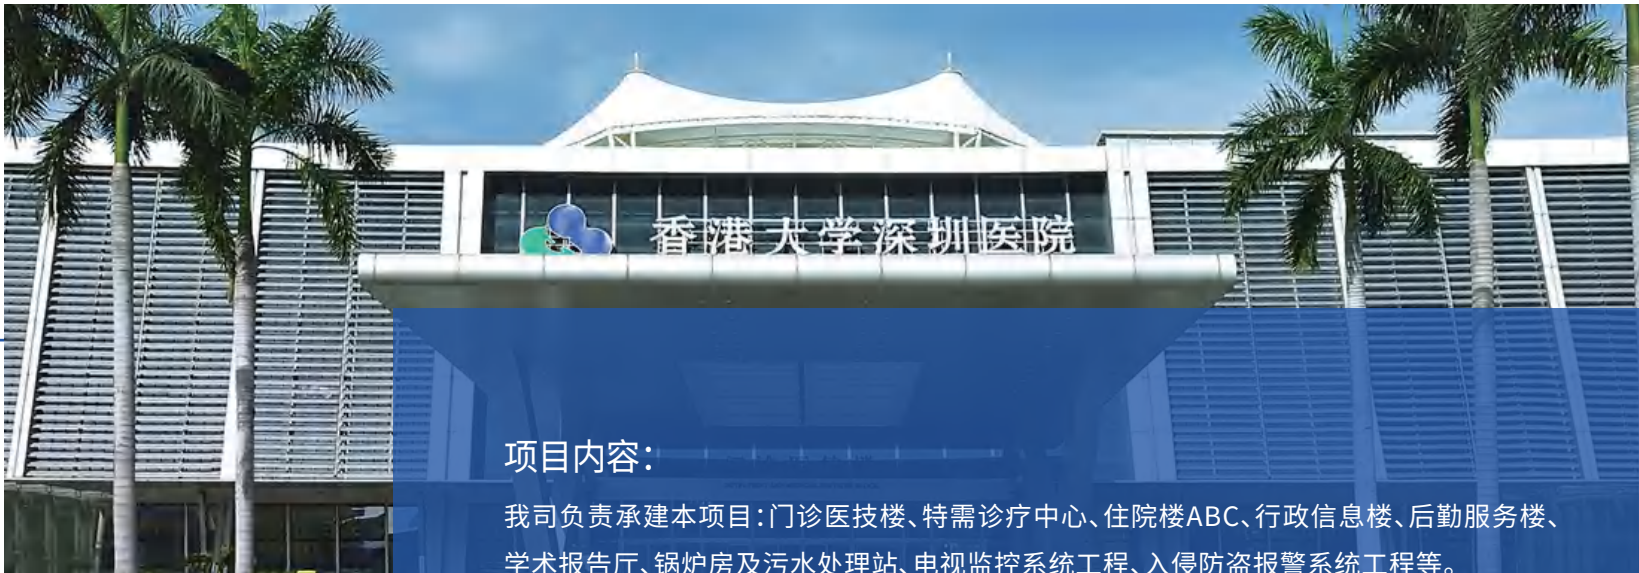 香港大学深圳医院
项目内容：
我司负责承建本项目：门诊医技楼、特需诊疗中心、住院楼ABC、行政信息楼、后勤服务楼、
学术报告厅、锅炉房及污水处理站、电视监控系统工程、入侵防盗报警系统工程等。